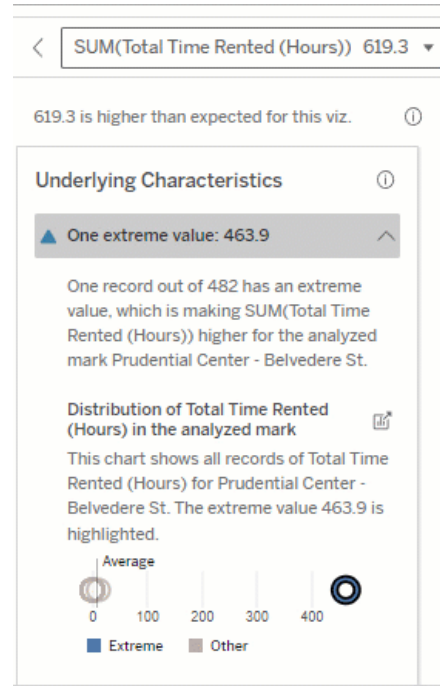 SUM(Total Time Rented (Hours)) 619.3
619.3 is higher than expected for this viz.
Underlying Characteristics
One extreme value: 463.9
One record out of 482 has an extreme
value, which is making SUM(Total Time
Rented (Hours)) higher for the analyzed
mark Prudential Center - Belvedere St.
Distribution of Total Time Rented
(Hours) in the analyzed mark
This chart shows all records of Total Time
Rented (Hours) for Prudential Center -
Belvedere St. The extreme value 463.9 is
highlighted.
Average
0 100 200 300 400
Extreme Other